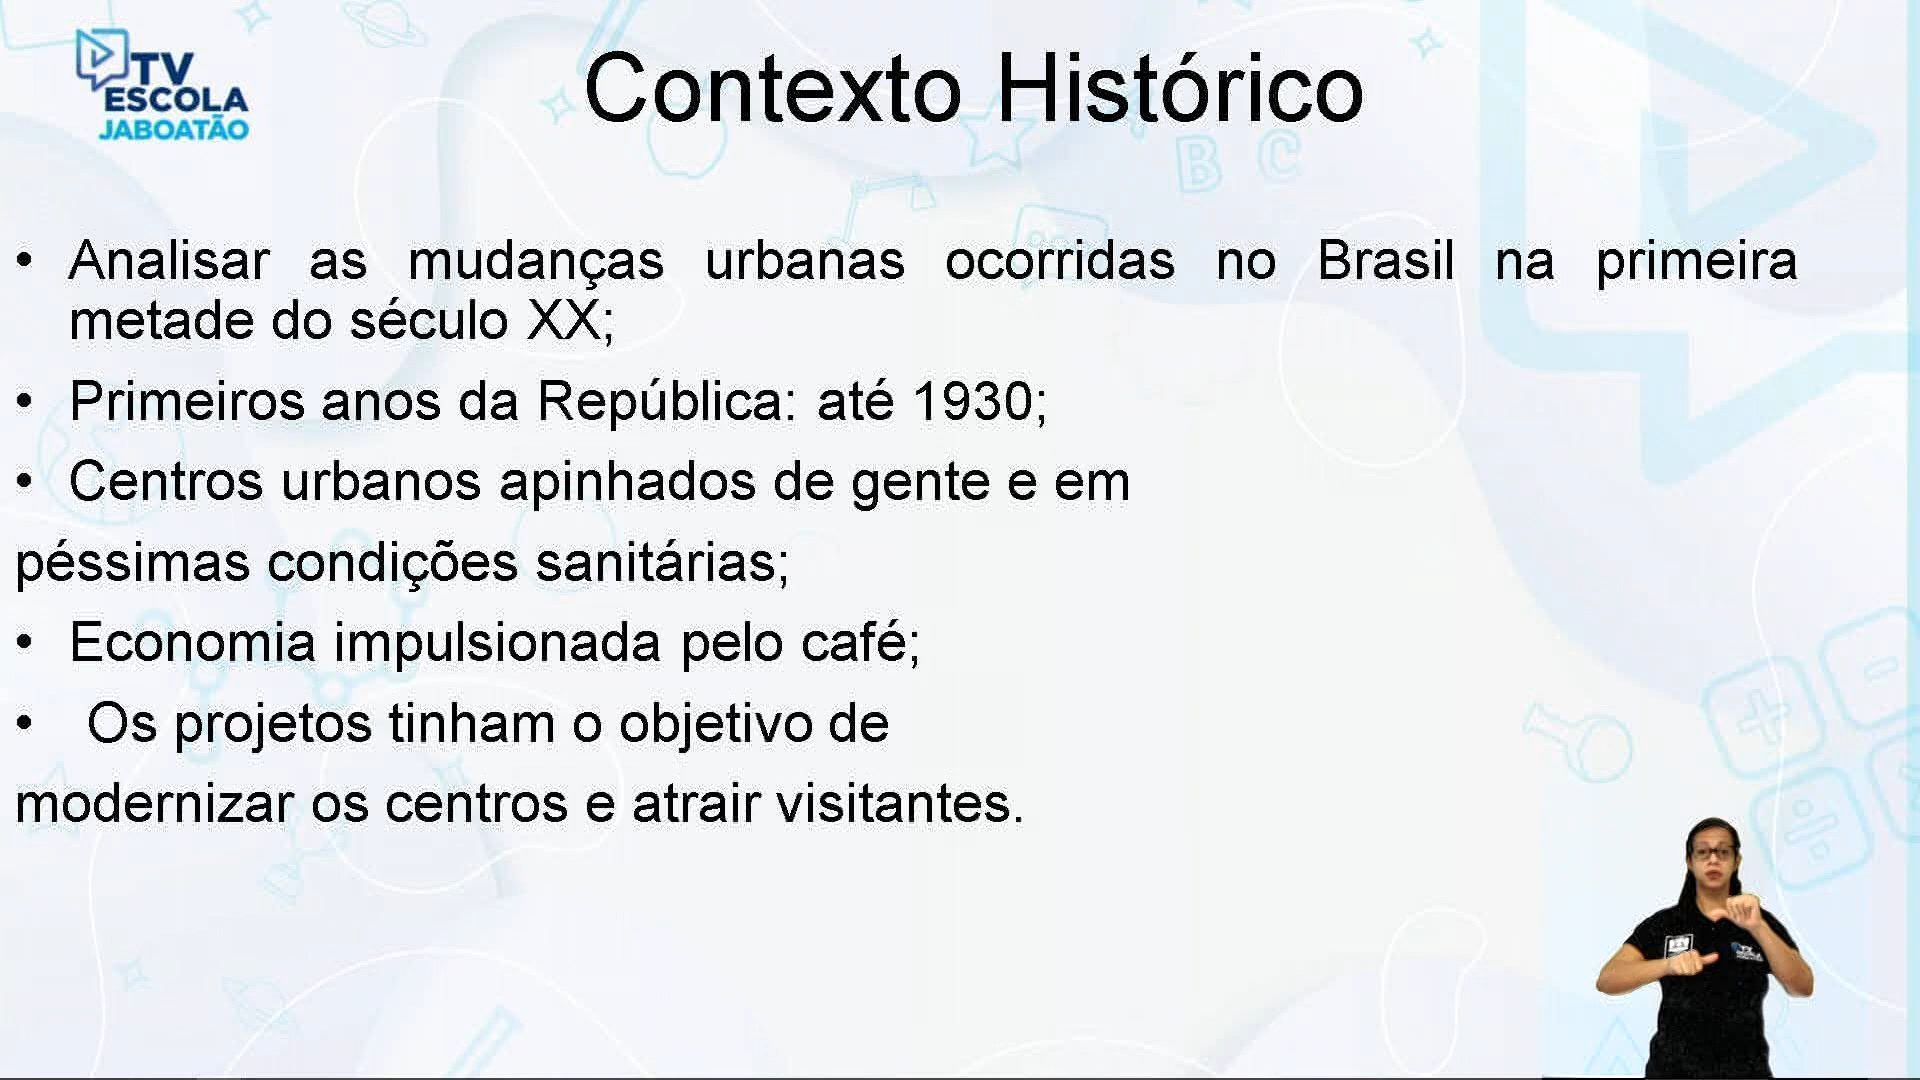 TV
ESCOLA
JABOATÃO
Contexto Histórico
B C
• Analisar as mudanças urbanas ocorridas no Brasil na primeira
metade do século XX;
• Primeiros anos da República: até 1930;
• Centros urbanos apinhados de gente e em
péssimas condições sanitárias;
• Economia impulsionada pelo café;
• Os projetos tinham o objetivo de
modernizar os centros e atrair visitantes.